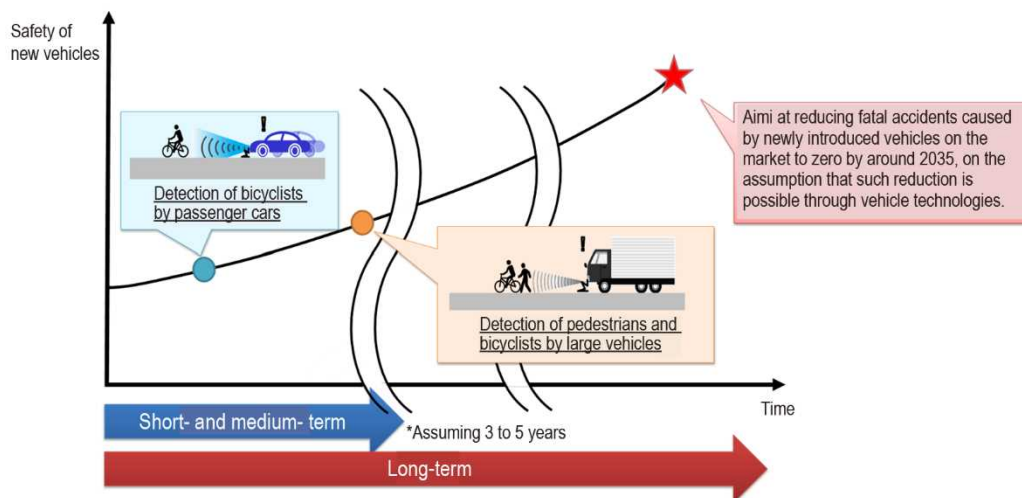 Safety of
new vehicles
!
Detection of bicyclists
by passenger cars
Aimi at reducing fatal accidents caused
by newly introduced vehicles on the
market to zero by around 2035, on the
assumption that such reduction is
possible through vehicle technologies.
!
Detection of pedestrians and
bicyclists by large vehicles
Time
Short- and medium- term
*Assuming 3 to 5 years
Long-term